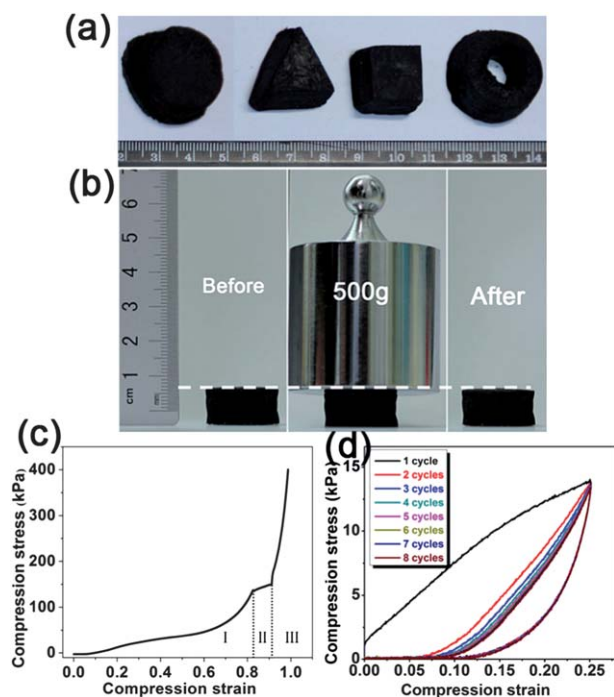 (a)
2 3 4 5 6 7 8 9 10 11 12 13 14
(b)
7
6
5
4
3
2
1
cm mm
Before
500g
After
(c)
Compression stress (kPa)
400
300
200
100
0
I II III
0.0 0.2 0.4 0.6 0.8 1.0
Compression strain
(d)
Compression stress (kPa)
15
10
5
0
1 cycle
2 cycles
3 cycles
4 cycles
5 cycles
6 cycles
7 cycles
8 cycles
0.00 0.05 0.10 0.15 0.20 0.25
Compression strain